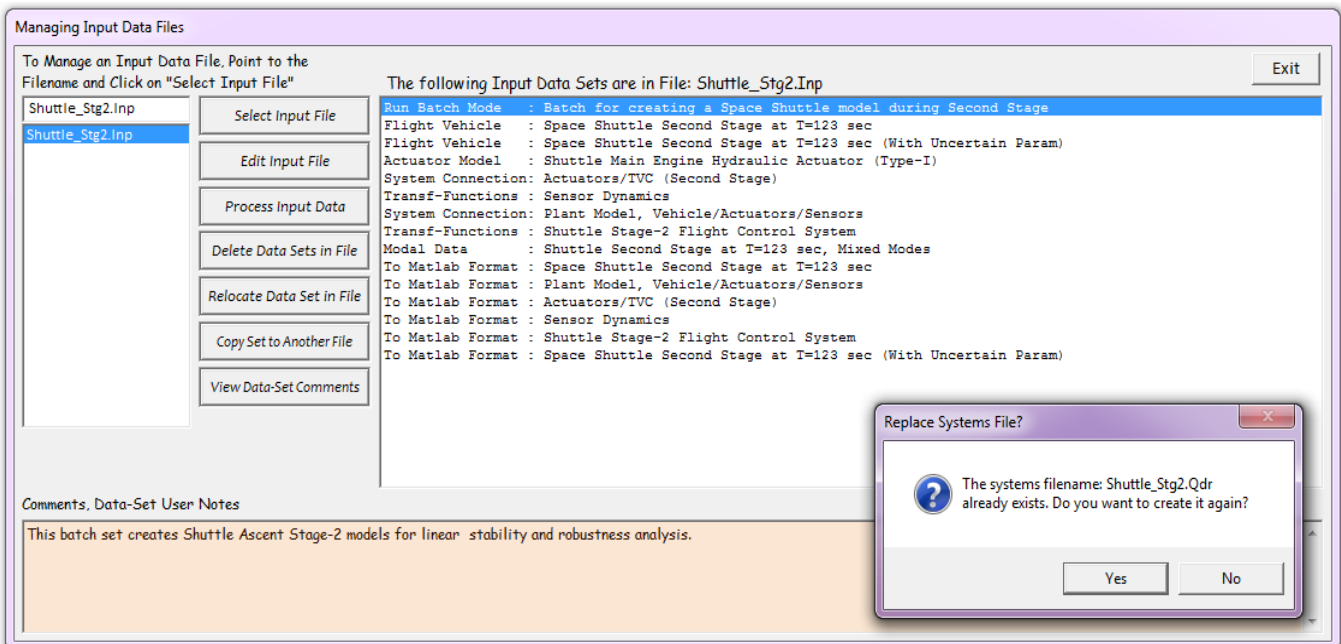 Managing Input Data Files
To Manage an Input Data File, Point to the
Filename and Click on "Select Input File"
The following Input Data Sets are in File: Shuttle_Stg2.Inp
Exit
Shuttle_Stg2.Inp
Shuttle_Stg2.Inp
Select Input File
Edit Input File
Process Input Data
Delete Data Sets in File
Relocate Data Set in File
Copy Set to Another File
View Data-Set Comments
Run Batch Mode : Batch for creating a Space Shuttle model during Second Stage
Flight Vehicle : Space Shuttle Second Stage at T=123 sec
Flight Vehicle : Space Shuttle Second Stage at T=123 sec (With Uncertain Param)
Actuator Model : Shuttle Main Engine Hydraulic Actuator (Type-I)
System Connection: Actuators/TVC (Second Stage)
Transf-Functions : Sensor Dynamics
System Connection: Plant Model, Vehicle/Actuators/Sensors
Transf-Functions : Shuttle Stage-2 Flight Control System
Modal Data : Shuttle Second Stage at T=123 sec, Mixed Modes
To Matlab Format : Space Shuttle Second Stage at T=123 sec
To Matlab Format : Plant Model, Vehicle/Actuators/Sensors
To Matlab Format : Actuators/TVC (Second Stage)
To Matlab Format : Sensor Dynamics
To Matlab Format : Shuttle Stage-2 Flight Control System
To Matlab Format : Space Shuttle Second Stage at T=123 sec (With Uncertain Param)
Replace Systems File?
The systems filename: Shuttle_Stg2.Qdr
already exists. Do you want to create it again?
Yes
No
Comments, Data-Set User Notes
This batch set creates Shuttle Ascent Stage-2 models for linear stability and robustness analysis.